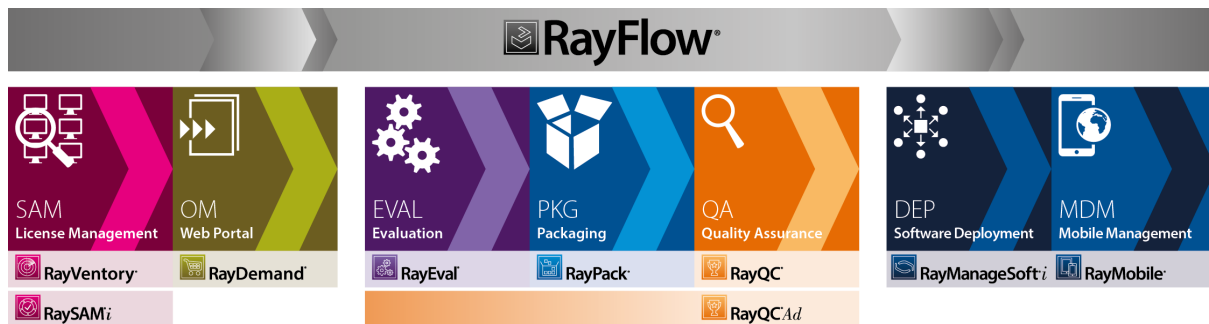 RayFlow®
SAM
License Management
OM
Web Portal
EVAL
Evaluation
PKG
Packaging
QA
Quality Assurance
DEP
Software Deployment
MDM
Mobile Management
RayVentory
RayDemand
RayEval
RayPack
RayQC
RayManageSoft i
RayMobile
RaySAM i
RayQC Ad